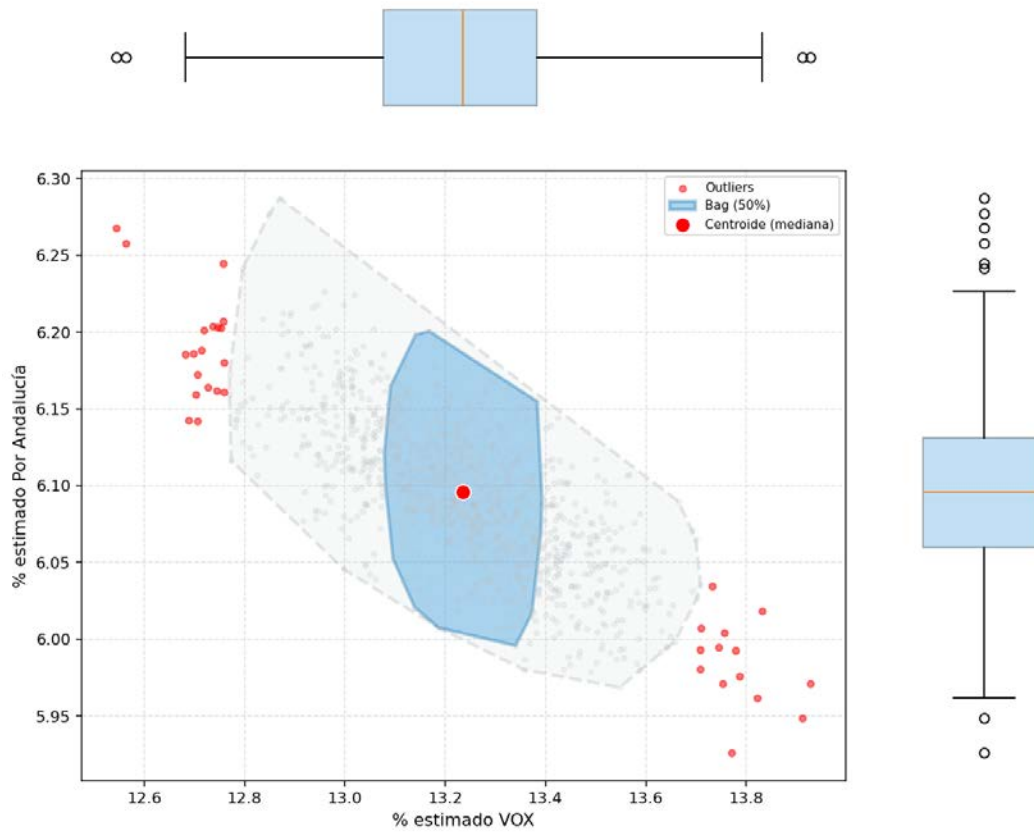 6.30
6.25
6.20
6.15
6.10
6.05
6.00
5.95
% estimado Por Andalucía
Outliers
Bag (50%)
Centroide (mediana)
12.6 12.8 13.0 13.2 13.4 13.6 13.8
% estimado VOX